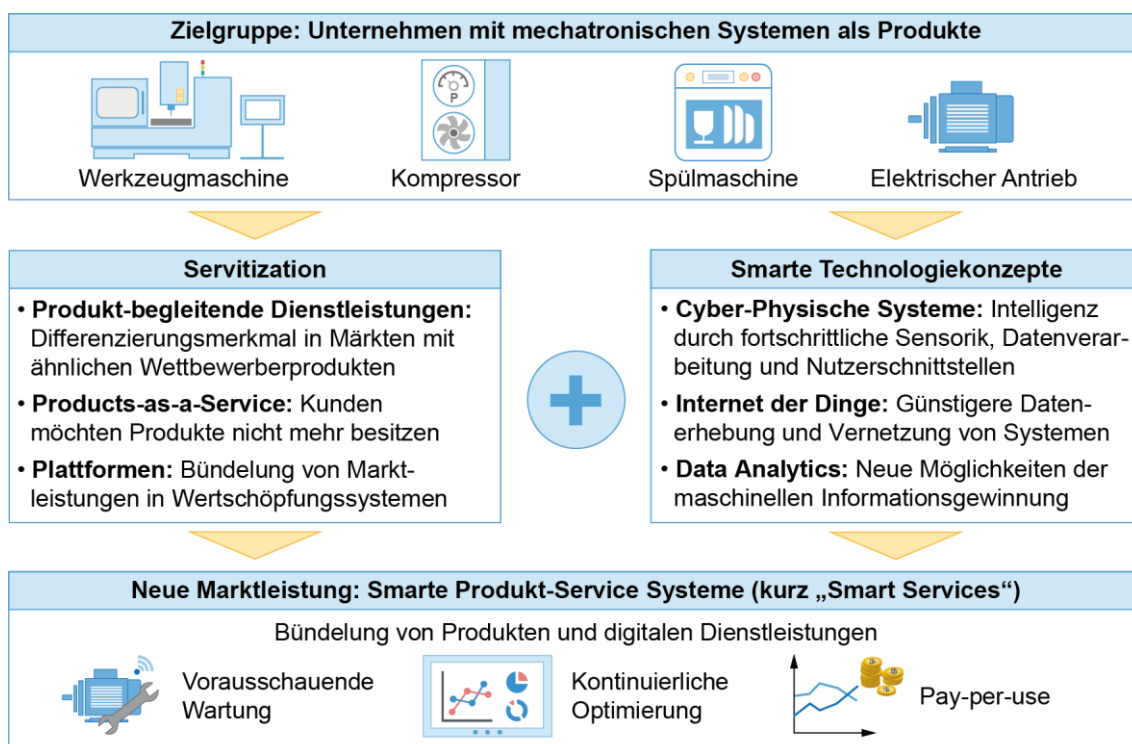 Zielgruppe: Unternehmen mit mechatronischen Systemen als Produkte
P
Werkzeugmaschine
Kompressor
Spülmaschine
Elektrischer Antrieb
Servitization
• Produkt-begleitende Dienstleistungen:
Differenzierungsmerkmal in Märkten mit
ähnlichen Wettbewerberprodukten
• Products-as-a-Service: Kunden
möchten Produkte nicht mehr besitzen
• Plattformen: Bündelung von Markt-
leistungen in Wertschöpfungssystemen
Smarte Technologiekonzepte
• Cyber-Physische Systeme: Intelligenz
durch fortschrittliche Sensorik, Datenverar-
beitung und Nutzerschnittstellen
• Internet der Dinge: Günstigere Daten-
erhebung und Vernetzung von Systemen
• Data Analytics: Neue Möglichkeiten der
maschinellen Informationsgewinnung
Neue Marktleistung: Smarte Produkt-Service Systeme (kurz „Smart Services“)
Bündelung von Produkten und digitalen Dienstleistungen
Vorausschauende
Wartung
Kontinuierliche
Optimierung
Pay-per-use